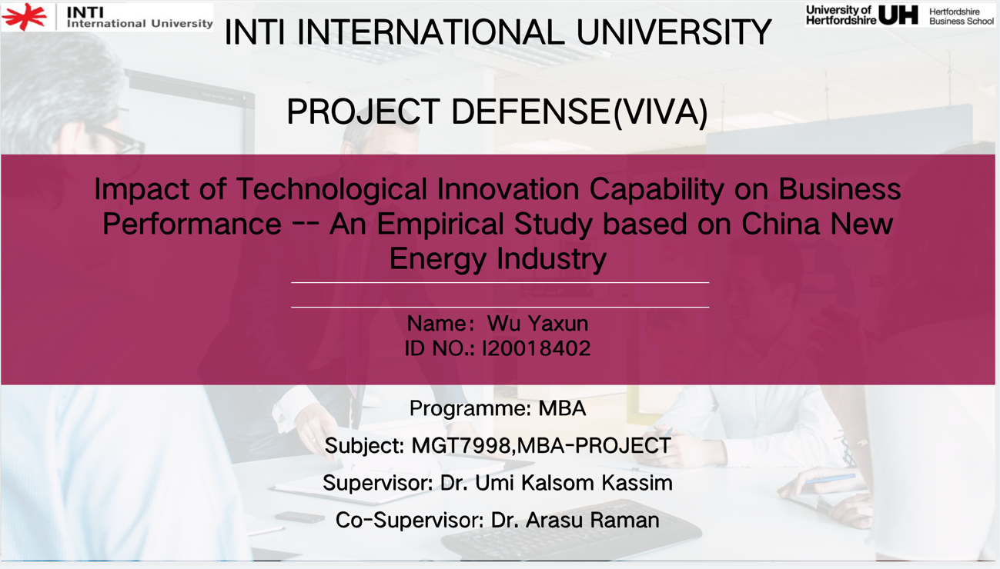 INTI
International University
University of
Hertfordshire
UH
Hertfordshire
Business School
INTI INTERNATIONAL UNIVERSITY
PROJECT DEFENSE(VIVA)
Impact of Technological Innovation Capability on Business
Performance -- An Empirical Study based on China New
Energy Industry
Name: Wu Yaxun
ID NO.: I20018402
Programme: MBA
Subject: MGT7998,MBA-PROJECT
Supervisor: Dr. Umi Kalsom Kassim
Co-Supervisor: Dr. Arasu Raman